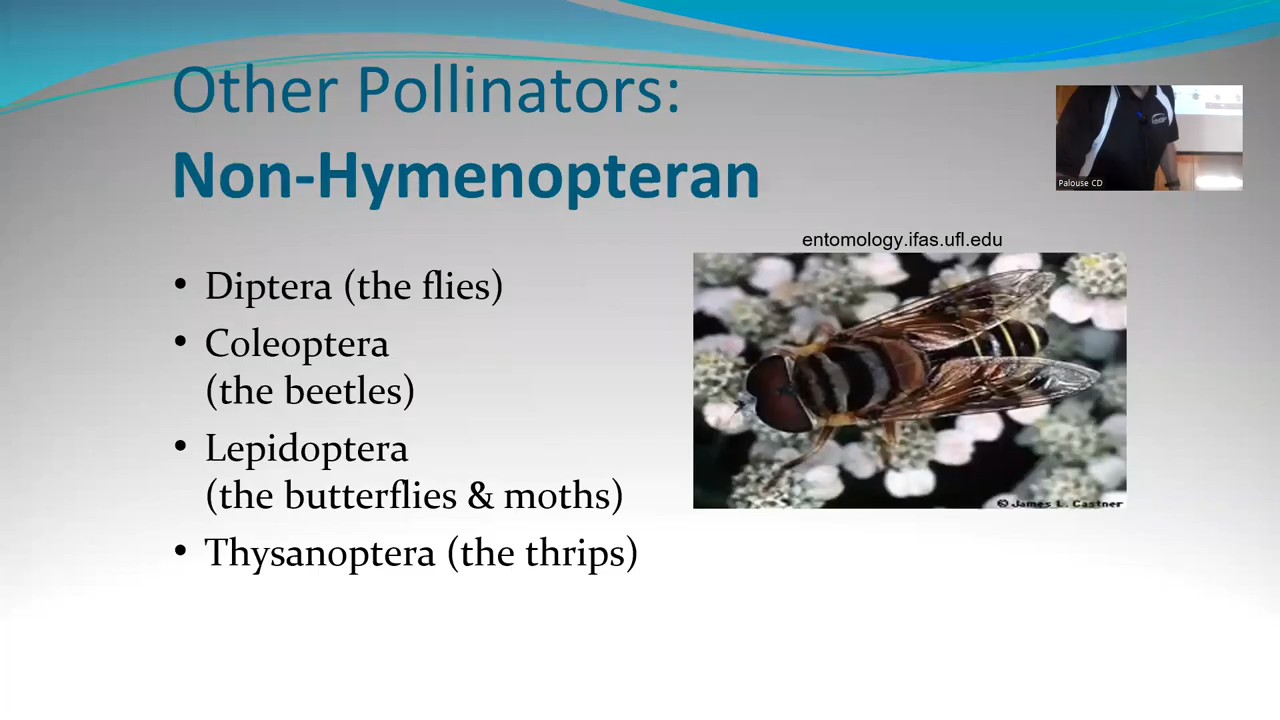 Other Pollinators:
Non-Hymenopteran
Palouse CD
entomology.ifas.ufl.edu
• Diptera (the flies)
• Coleoptera
(the beetles)
• Lepidoptera
(the butterflies & moths)
• Thysanoptera (the thrips)
© James L. Castner